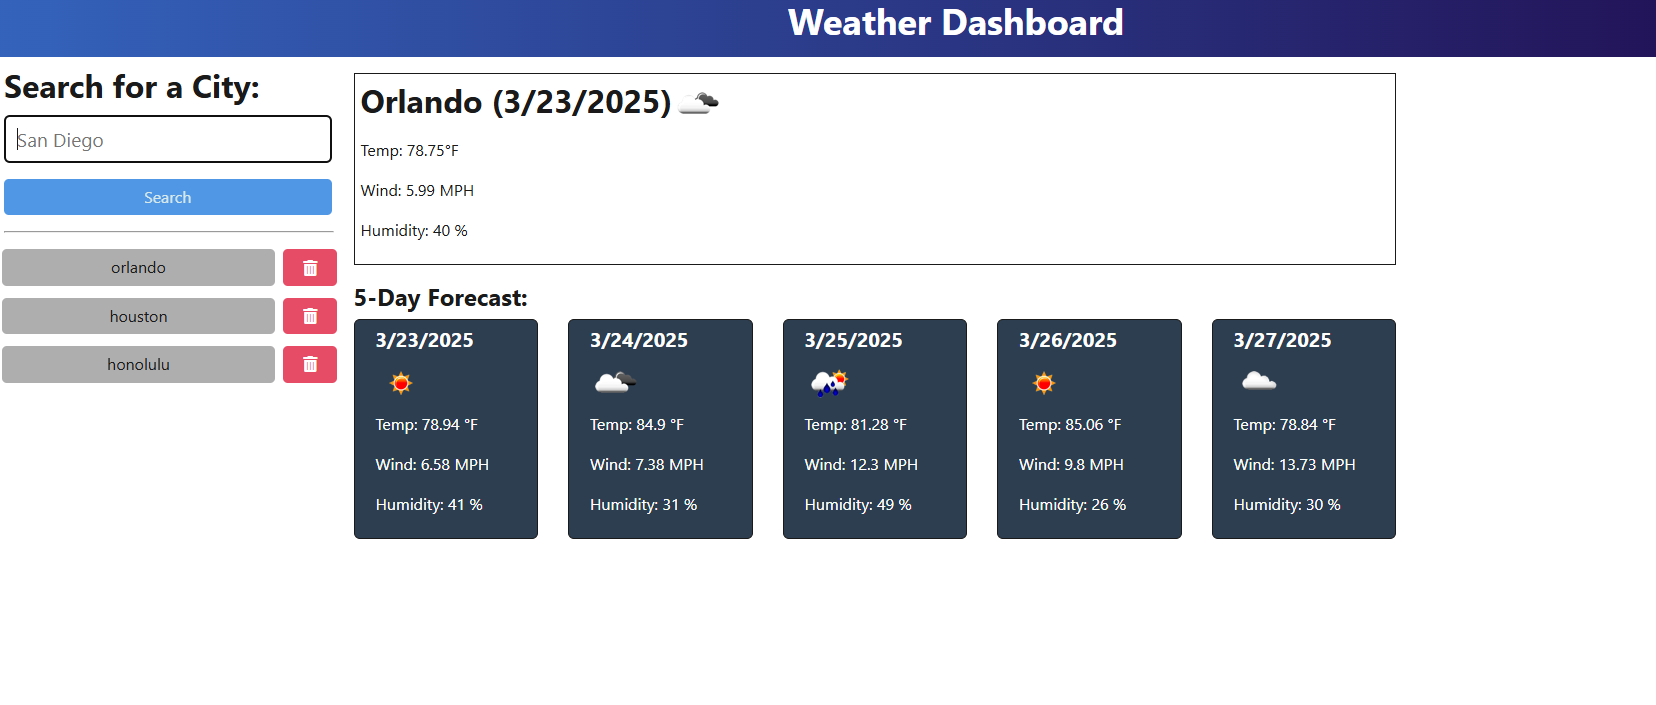 Weather Dashboard
Search for a City:
San Diego
Search
orlando
houston
honolulu
Orlando (3/23/2025)
Temp: 78.75°F
Wind: 5.99 MPH
Humidity: 40 %
5-Day Forecast:
3/23/2025
Temp: 78.94 °F
Wind: 6.58 MPH
Humidity: 41 %
3/24/2025
Temp: 84.9 °F
Wind: 7.38 MPH
Humidity: 31 %
3/25/2025
Temp: 81.28 °F
Wind: 12.3 MPH
Humidity: 49 %
3/26/2025
Temp: 85.06 °F
Wind: 9.8 MPH
Humidity: 26 %
3/27/2025
Temp: 78.84 °F
Wind: 13.73 MPH
Humidity: 30 %